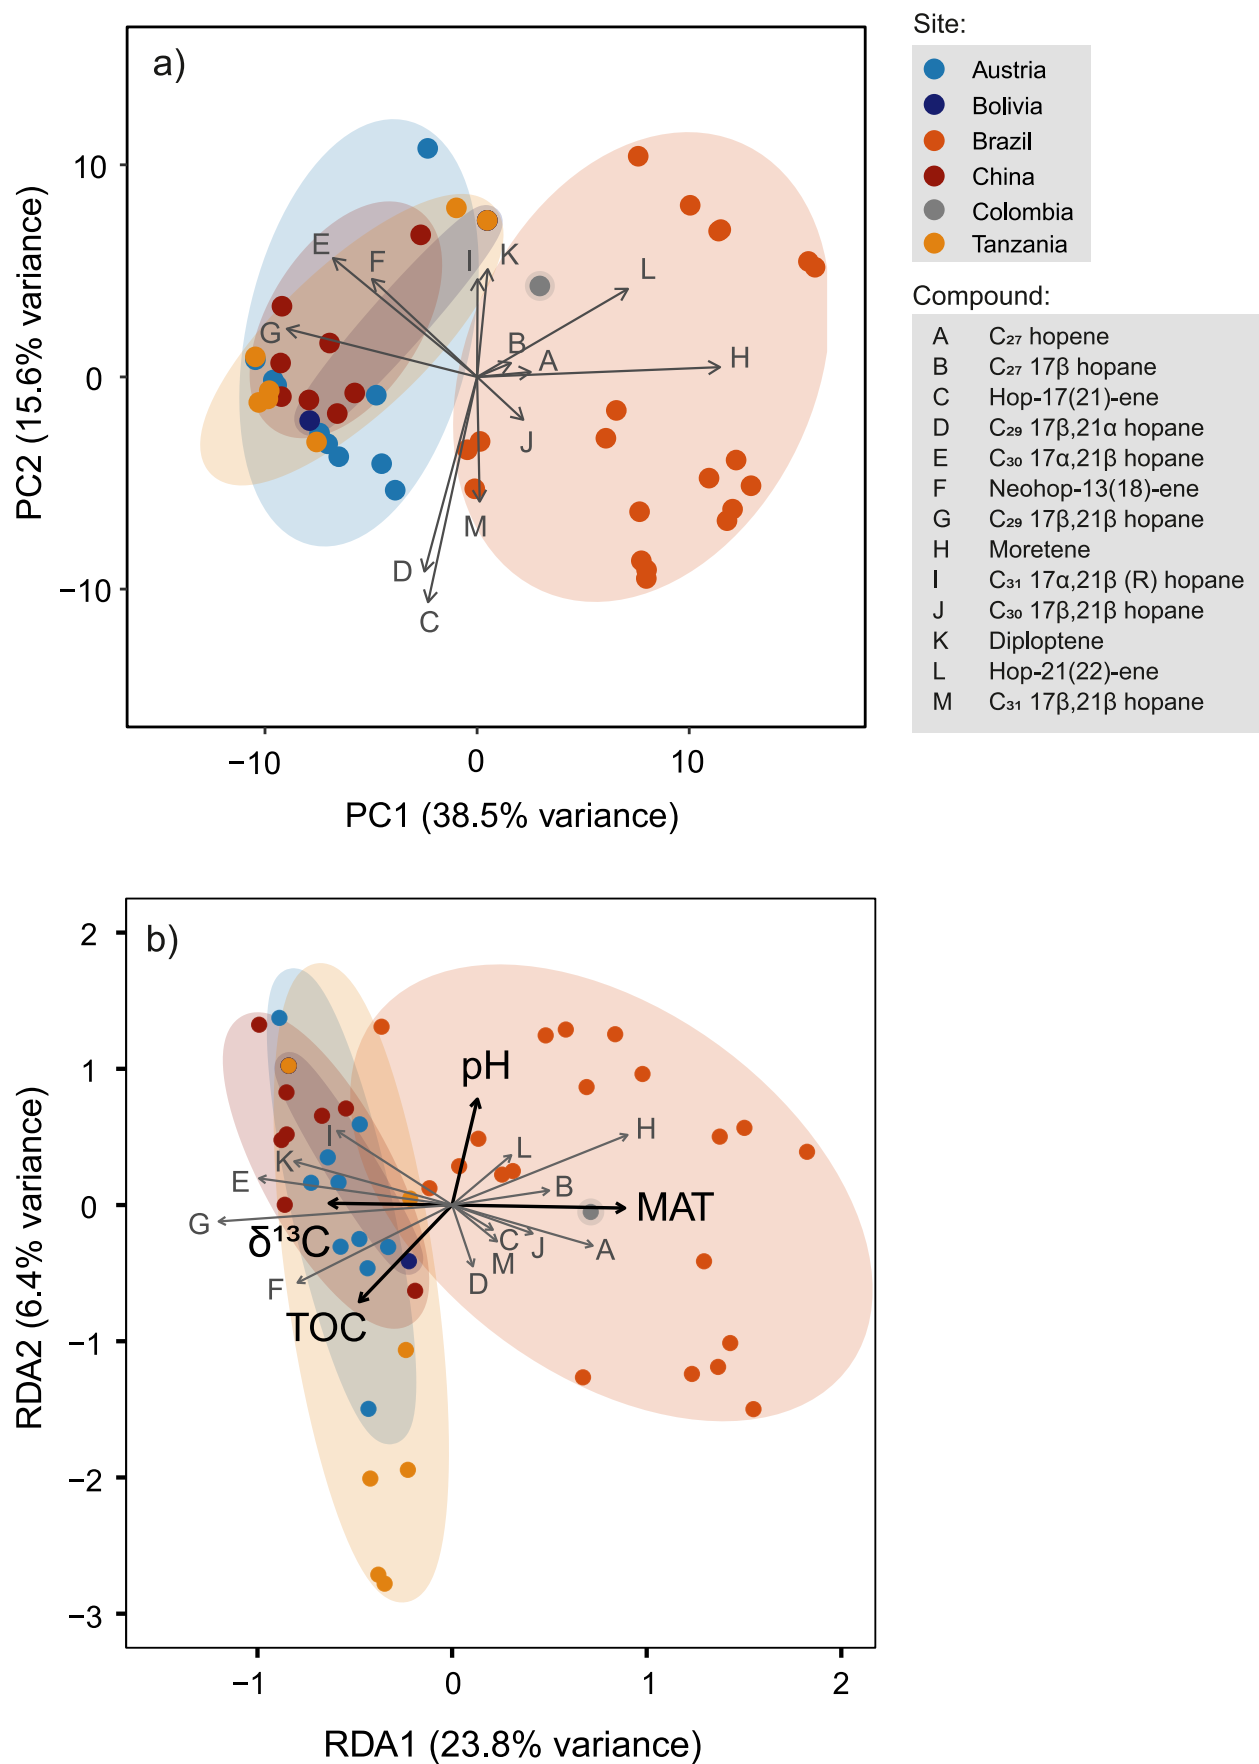 a)
10
0
−10
−10
0
10
PC2 (15.6% variance)
PC1 (38.5% variance)
E
F
I
K
L
G
B
A
H
J
M
D
C
Site:
Austria
Bolivia
Brazil
China
Colombia
Tanzania
Compound:
A C₂₇ hopene
B C₂₇ 17β hopane
C Hop-17(21)-ene
D C₂₉ 17β,21α hopane
E C₃₀ 17α,21β hopane
F Neohop-13(18)-ene
G C₂₉ 17β,21β hopane
H Moretene
I C₃₁ 17α,21β (R) hopane
J C₃₀ 17β,21β hopane
K Diploptene
L Hop-21(22)-ene
M C₃₁ 17β,21β hopane
b)
2
1
0
−1
−2
−3
−1
0
1
2
RDA2 (6.4% variance)
RDA1 (23.8% variance)
pH
I
H
L
K
E
B
G
δ¹³C
MAT
C
J
A
M
D
F
TOC